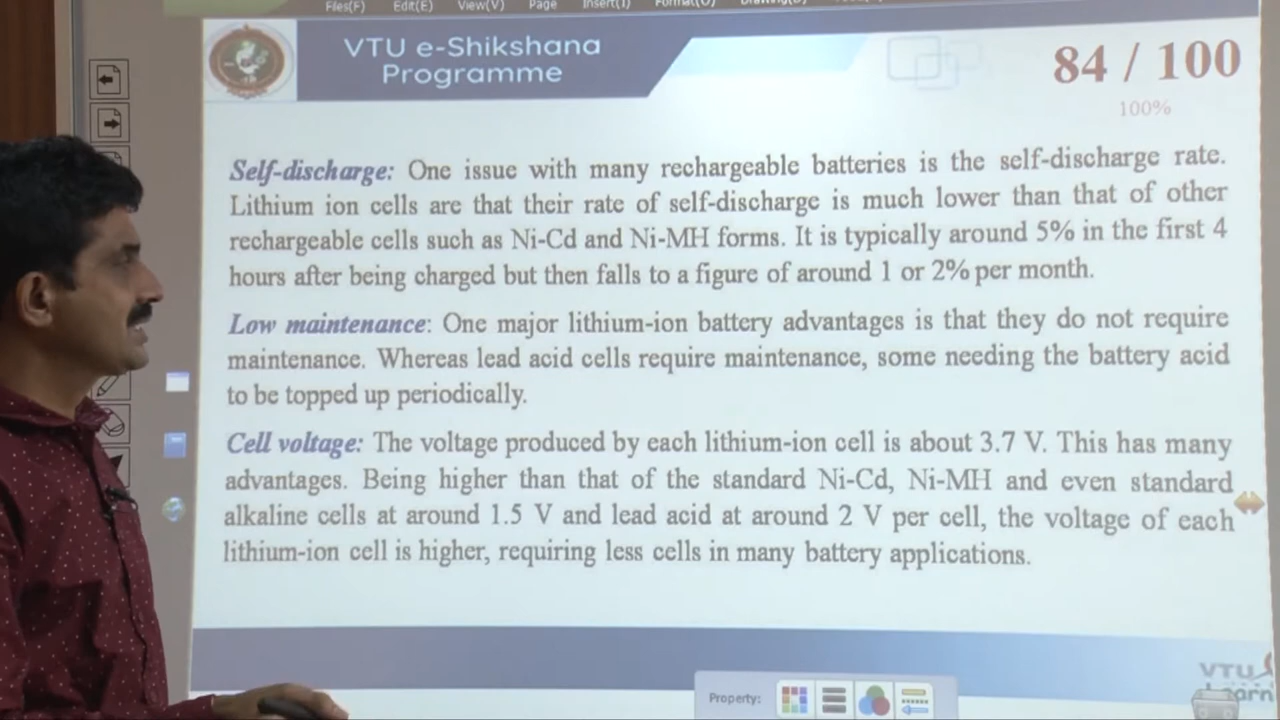 Files(F) Edit(E) View(V) Page Insert(I) Format(O) Drawing(D)
VTU e-Shikshana
Programme
84 / 100
100%
Self-discharge: One issue with many rechargeable batteries is the self-discharge rate.
Lithium ion cells are that their rate of self-discharge is much lower than that of other
rechargeable cells such as Ni-Cd and Ni-MH forms. It is typically around 5% in the first 4
hours after being charged but then falls to a figure of around 1 or 2% per month.
Low maintenance: One major lithium-ion battery advantages is that they do not require
maintenance. Whereas lead acid cells require maintenance, some needing the battery acid
to be topped up periodically.
Cell voltage: The voltage produced by each lithium-ion cell is about 3.7 V. This has many
advantages. Being higher than that of the standard Ni-Cd, Ni-MH and even standard
alkaline cells at around 1.5 V and lead acid at around 2 V per cell, the voltage of each
lithium-ion cell is higher, requiring less cells in many battery applications.
VTU
Learn
Property: